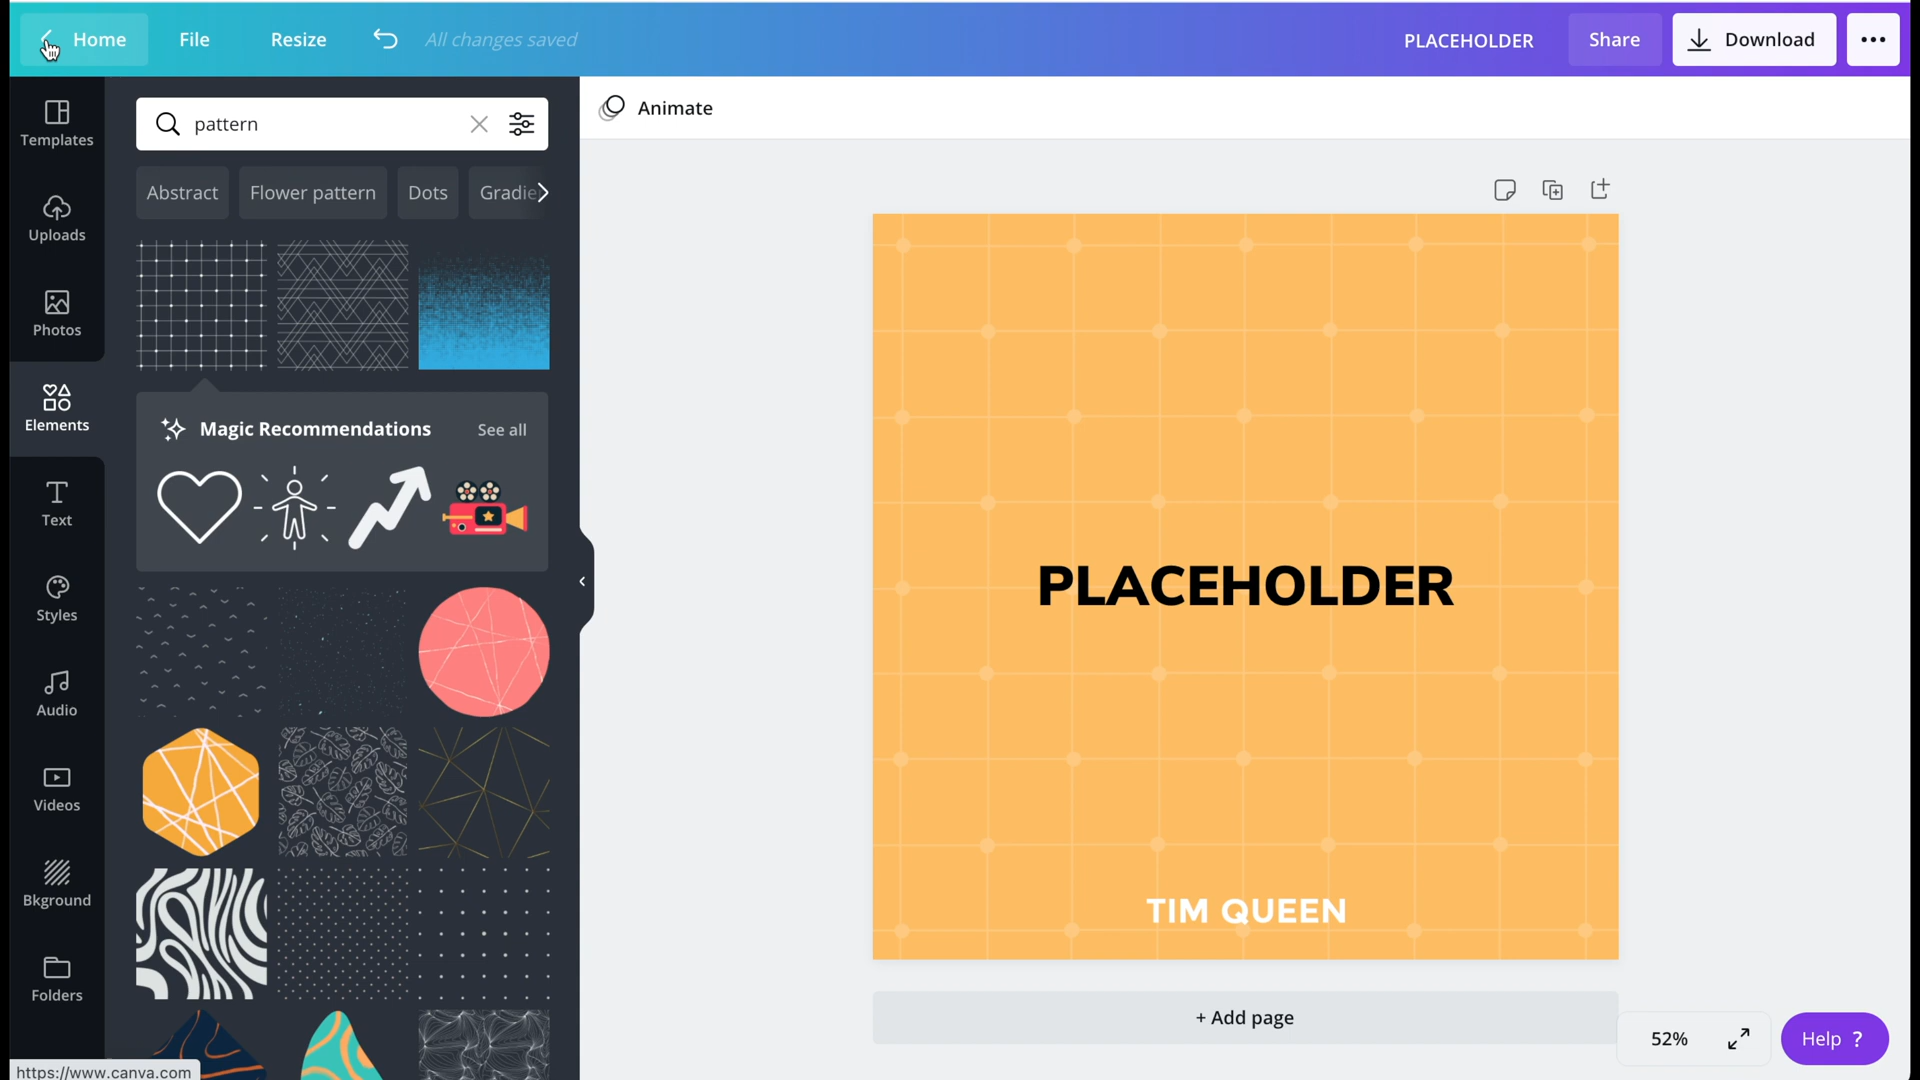 Home File Resize All changes saved PLACEHOLDER Share Download
Templates
Uploads
Photos
Elements
Text
Styles
Audio
Videos
Bkground
Folders
pattern
Abstract Flower pattern Dots Gradie
Magic Recommendations See all
Animate
PLACEHOLDER
TIM QUEEN
+ Add page
52% Help ?
https://www.canva.com